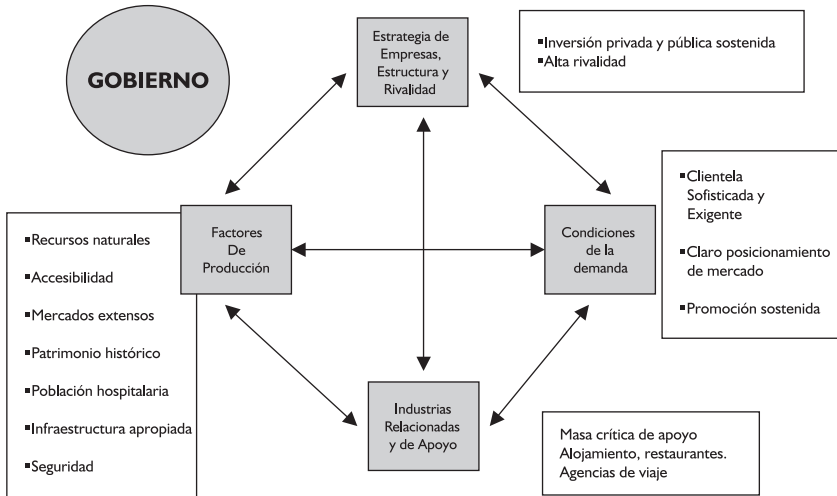 GOBIERNO
Estrategia de
Empresas,
Estructura y
Rivalidad
▪Inversión privada y pública sostenida
▪Alta rivalidad
▪Recursos naturales
▪Accesibilidad
▪Mercados extensos
▪Patrimonio histórico
▪Población hospitalaria
▪Infraestructura apropiada
▪Seguridad
Factores
De
Producción
Condiciones
de la
demanda
▪Clientela
Sofisticada y
Exigente
▪Claro posicionamiento
de mercado
▪Promoción sostenida
Industrias
Relacionadas
y de Apoyo
Masa crítica de apoyo
Alojamiento, restaurantes.
Agencias de viaje